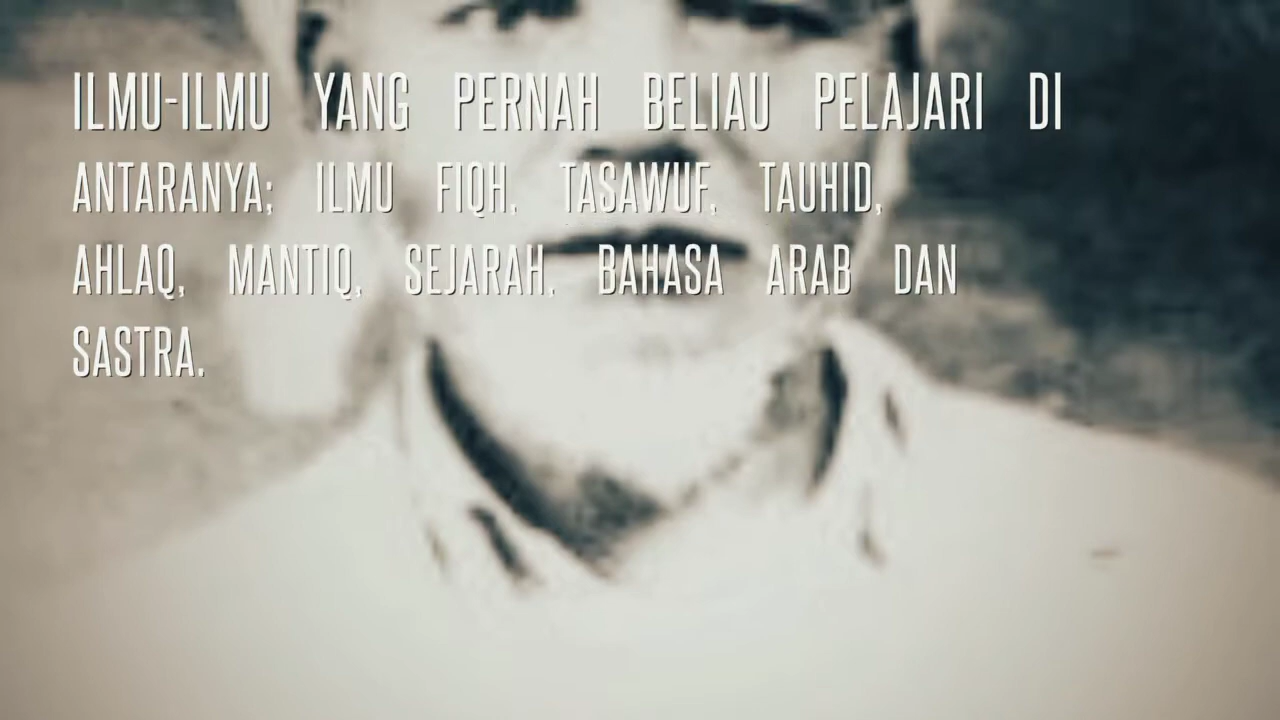 ILMU-ILMU YANG PERNAH BELIAU PELAJARI DI
ANTARANYA; ILMU FIQH, TASAWUF, TAUHID,
AHLAQ, MANTIQ, SEJARAH, BAHASA ARAB DAN
SASTRA.